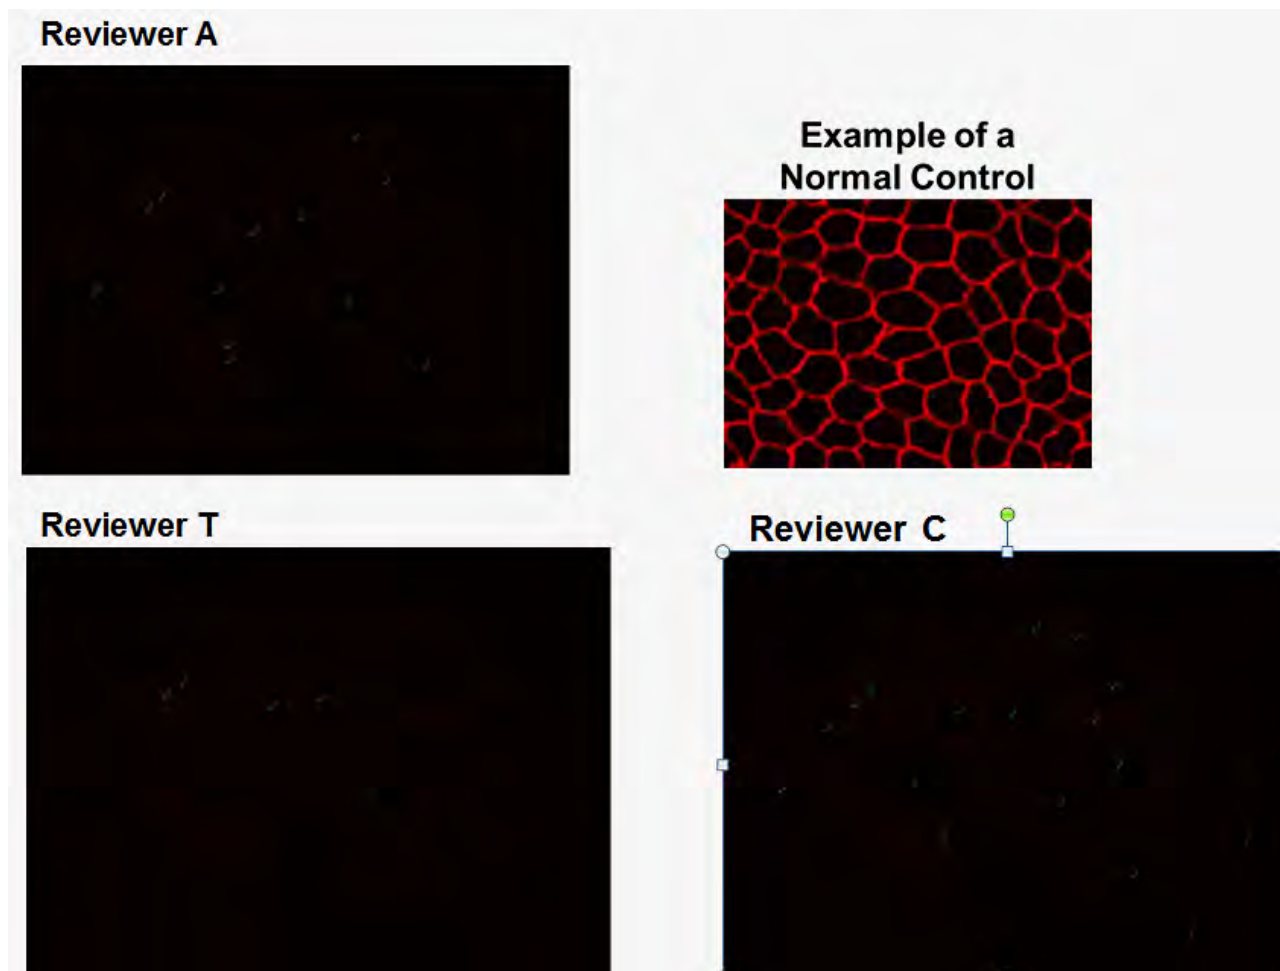 Reviewer A
Example of a
Normal Control
Reviewer T
Reviewer C